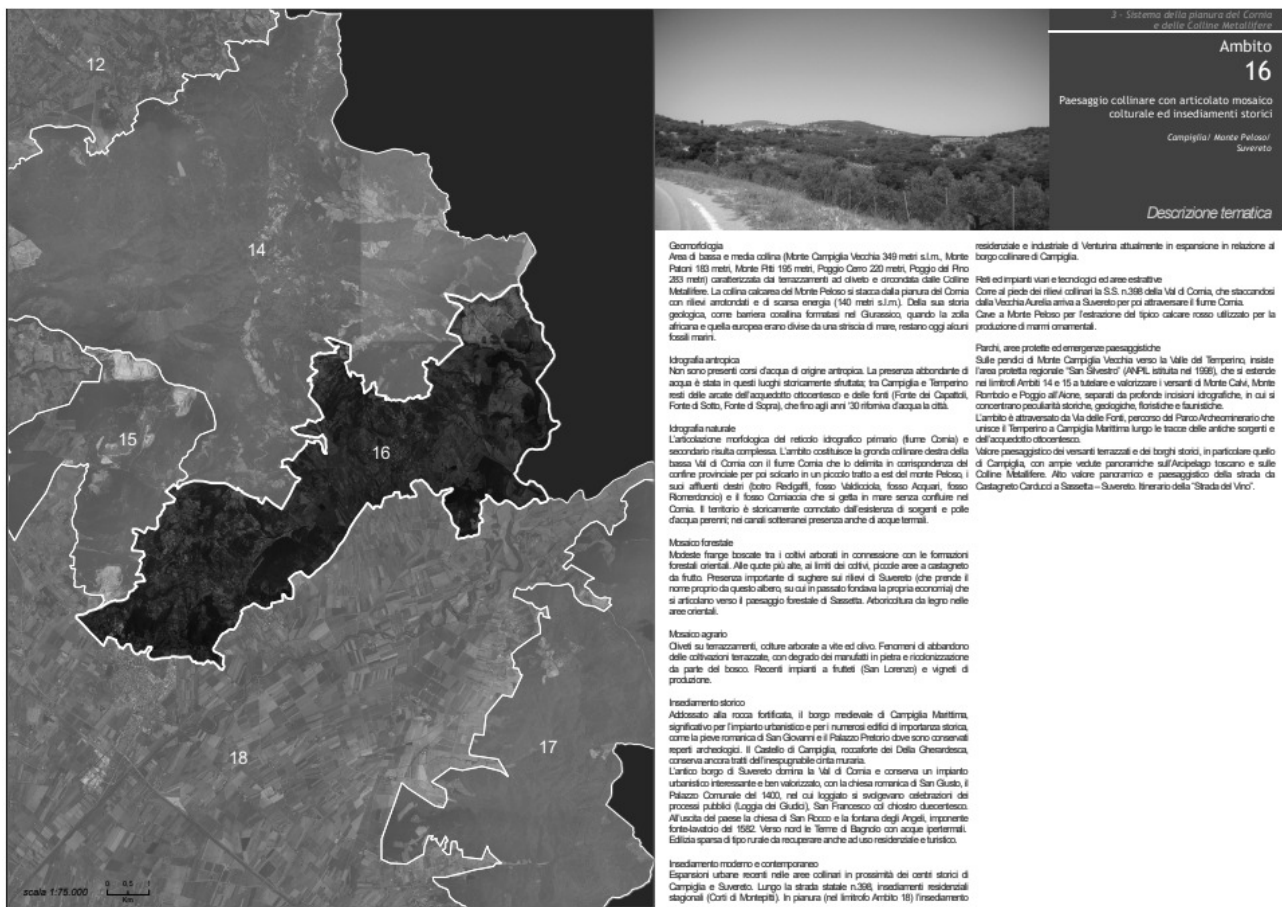 12
14
15
16
17
18
scala 1:75.000
0 0,5 1
Km
3 - Sistema della pianura del Cornia
e delle Colline Metallifere
Ambito
16
Paesaggio collinare con articolato mosaico
colturale ed insediamenti storici
Campiglia/ Monte Peloso/
Suvereto
Descrizione tematica
Geomorfologia
Area di bassa e media collina (Monte Campiglia Vecchia 349 metri s.l.m., Monte
Patoni 183 metri, Monte Pitti 195 metri, Poggio Cerro 220 metri, Poggio del Pino
283 metri) caratterizzata dai terrazzamenti ad oliveto e circondata dalle Colline
Metallifere. La collina calcarea del Monte Peloso si stacca dalla pianura del Cornia
con rilievi arrotondati e di scarsa energia (140 metri s.l.m.). Della sua storia
geologica, come barriera corallina formatasi nel Giurassico, quando la zolla
africana e quella europea erano divise da una striscia di mare, restano oggi alcuni
fossili marini.
Idrografia antropica
Non sono presenti corsi d'acqua di origine antropica. La presenza abbondante di
acqua è stata in questi luoghi storicamente sfruttata; tra Campiglia e Temperino
resti delle arcate dell'acquedotto ottocentesco e delle fonti (Fonte dei Capattoli,
Fonte di Sotto, Fonte di Sopra), che fino agli anni '30 riforniva d'acqua la città.
Idrografia naturale
L'articolazione morfologica del reticolo idrografico primario (fiume Cornia) e
secondario risulta complessa. L'ambito costituisce la gronda collinare destra della
bassa Val di Cornia con il fiume Cornia che lo delimita in corrispondenza del
confine provinciale per poi solcarlo in un piccolo tratto a est del monte Peloso, i
suoi affluenti destri (botro Redigaffi, fosso Valdicciola, fosso Acquari, fosso
Riomerdoncio) e il fosso Corniaccia che si getta in mare senza confluire nel
Cornia. Il territorio è storicamente connotato dall'esistenza di sorgenti e polle
d'acqua perenni; nei canali sotterranei presenza anche di acque termali.
Mosaico forestale
Modeste frange boscate tra i coltivi arborati in connessione con le formazioni
forestali orientali. Alle quote più alte, ai limiti dei coltivi, piccole aree a castagneto
da frutto. Presenza importante di sughere sui rilievi di Suvereto (che prende il
nome proprio da questo albero, su cui in passato fondava la propria economia) che
si articolano verso il paesaggio forestale di Sassetta. Arboricoltura da legno nelle
aree orientali.
Mosaico agrario
Oliveti su terrazzamenti, colture arborate a vite ed olivo. Fenomeni di abbandono
delle coltivazioni terrazzate, con degrado dei manufatti in pietra e ricolonizzazione
da parte del bosco. Recenti impianti a frutteti (San Lorenzo) e vigneti di
produzione.
Insediamento storico
Addossato alla rocca fortificata, il borgo medievale di Campiglia Marittima,
significativo per l'impianto urbanistico e per i numerosi edifici di importanza storica,
come la pieve romanica di San Giovanni e il Palazzo Pretorio dove sono conservati
reperti archeologici. Il Castello di Campiglia, roccaforte dei Della Gherardesca,
conserva ancora tratti dell'inespugnabile cinta muraria.
L'antico borgo di Suvereto domina la Val di Cornia e conserva un impianto
urbanistico interessante e ben valorizzato, con la chiesa romanica di San Giusto, il
Palazzo Comunale del 1400, nel cui loggiato si svolgevano celebrazioni dei
processi pubblici (Loggia dei Giudici), San Francesco col chiostro duecentesco.
All'uscita del paese la chiesa di San Rocco e la fontana degli Angeli, imponente
fonte-lavatoio del 1582. Verso nord le Terme di Bagnolo con acque ipertermali.
Edilizia sparsa di tipo rurale da recuperare anche ad uso residenziale e turistico.
Insediamento moderno e contemporaneo
Espansioni urbane recenti nelle aree collinari in prossimità dei centri storici di
Campiglia e Suvereto. Lungo la strada statale n.398, insediamenti residenziali
stagionali (Corti di Montepitti). In pianura (nel limitrofo Ambito 18) l'insediamento
residenziale e industriale di Venturina attualmente in espansione in relazione al
borgo collinare di Campiglia.
Reti ed impianti viari e tecnologici ed aree estrattive
Corre al piede dei rilievi collinari la S.S. n.398 della Val di Cornia, che staccandosi
dalla Vecchia Aurelia arriva a Suvereto per poi attraversare il fiume Cornia.
Cave a Monte Peloso per l'estrazione del tipico calcare rosso utilizzato per la
produzione di marmi ornamentali.
Parchi, aree protette ed emergenze paesaggistiche
Sulle pendici di Monte Campiglia Vecchia verso la Valle del Temperino, insiste
l'area protetta regionale "San Silvestro" (ANPIL istituita nel 1998), che si estende
nei limitrofi Ambiti 14 e 15 a tutelare e valorizzare i versanti di Monte Calvi, Monte
Rombolo e Poggio all'Aione, separati da profonde incisioni idrografiche, in cui si
concentrano peculiarità storiche, geologiche, floristiche e faunistiche.
L'ambito è attraversato da Via delle Fonti, percorso del Parco Archeominerario che
unisce il Temperino a Campiglia Marittima lungo le tracce delle antiche sorgenti e
dell'acquedotto ottocentesco.
Valore paesaggistico dei versanti terrazzati e dei borghi storici, in particolare quello
di Campiglia, con ampie vedute panoramiche sull'Arcipelago toscano e sulle
Colline Metallifere. Alto valore panoramico e paesaggistico della strada da
Castagneto Carducci a Sassetta – Suvereto. Itinerario della "Strada del Vino".